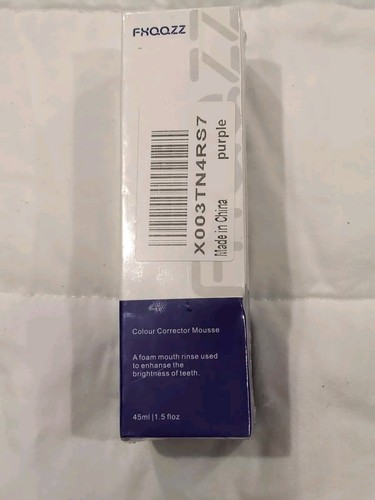 FXQQZZ
X003TN4RS7
purple
Made in China
Colour Corrector Mousse
A foam mouth rinse used
to enhanse the
brightness of teeth.
45ml|1.5 floz